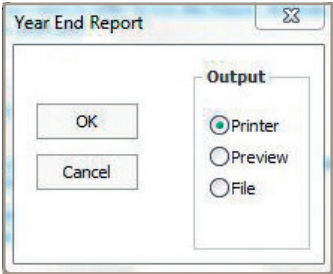 Year End Report
Output
OK
Cancel
Printer
Preview
File